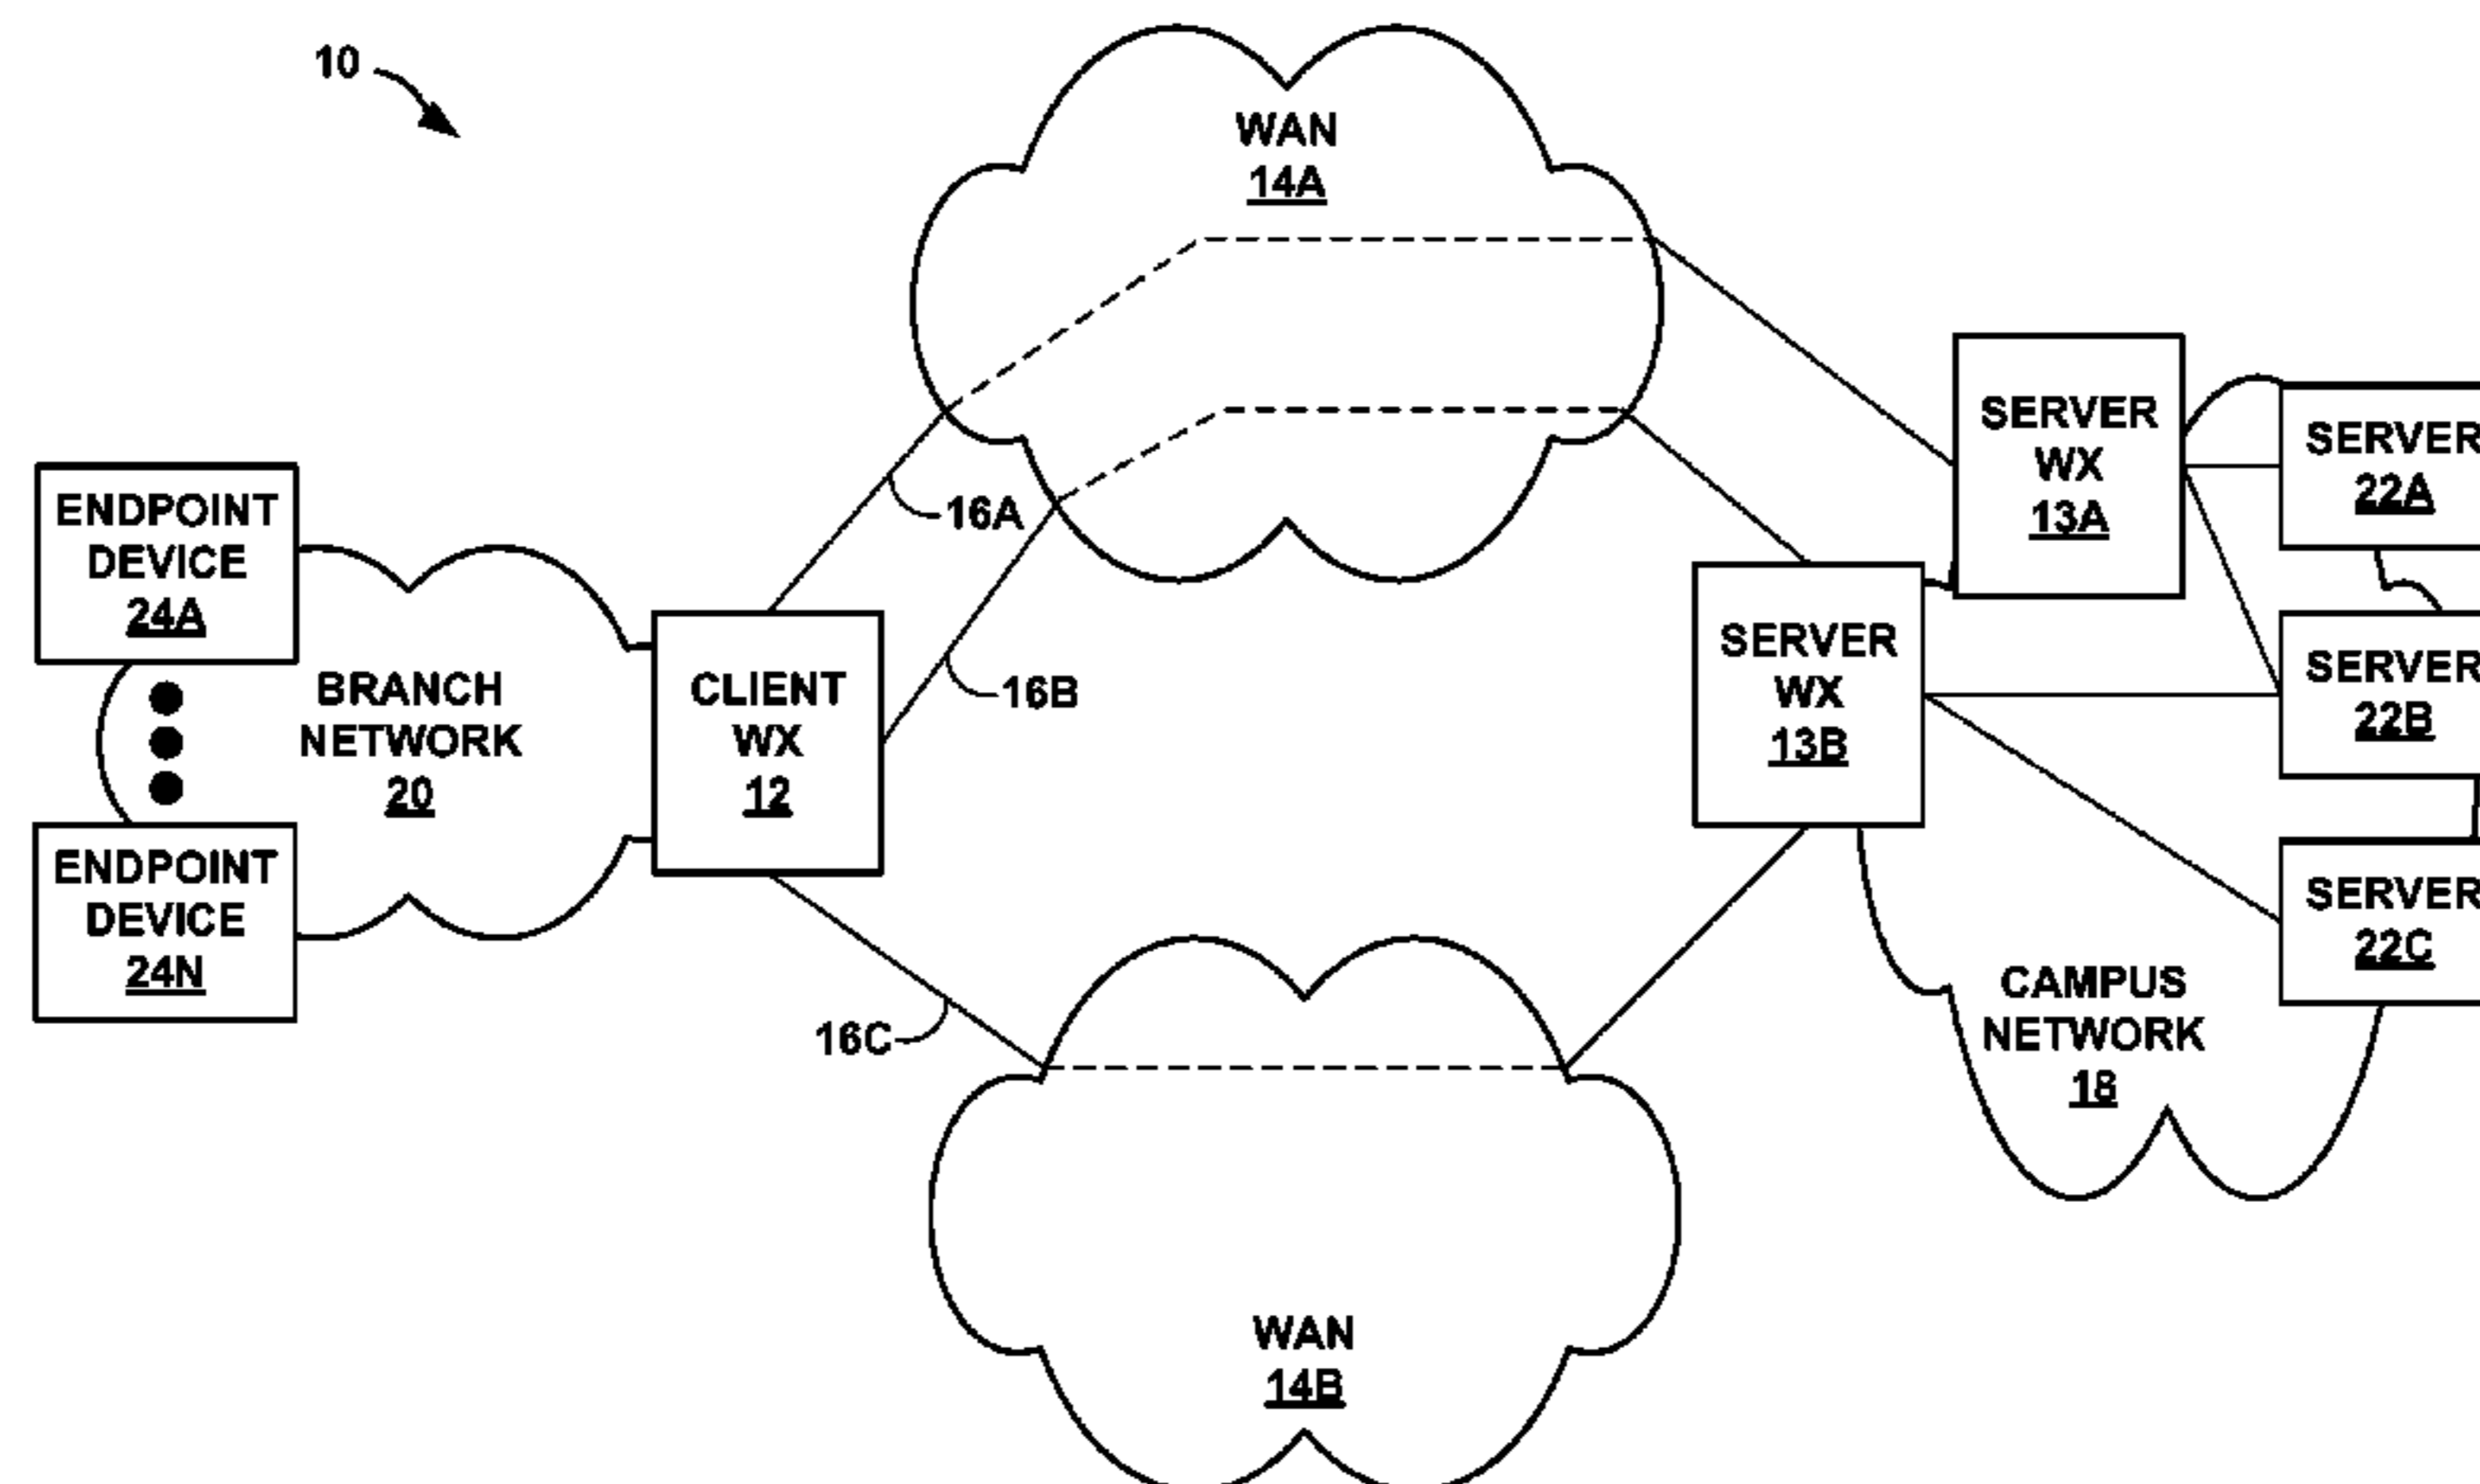 10
WAN
14A
SERVER
WX
13A
SERVER
22A
16A
ENDPOINT
DEVICE
24A
SERVER
WX
13B
SERVER
22B
16B
BRANCH
NETWORK
20
CLIENT
WX
12
ENDPOINT
DEVICE
24N
SERVER
22C
16C
CAMPUS
NETWORK
18
WAN
14B